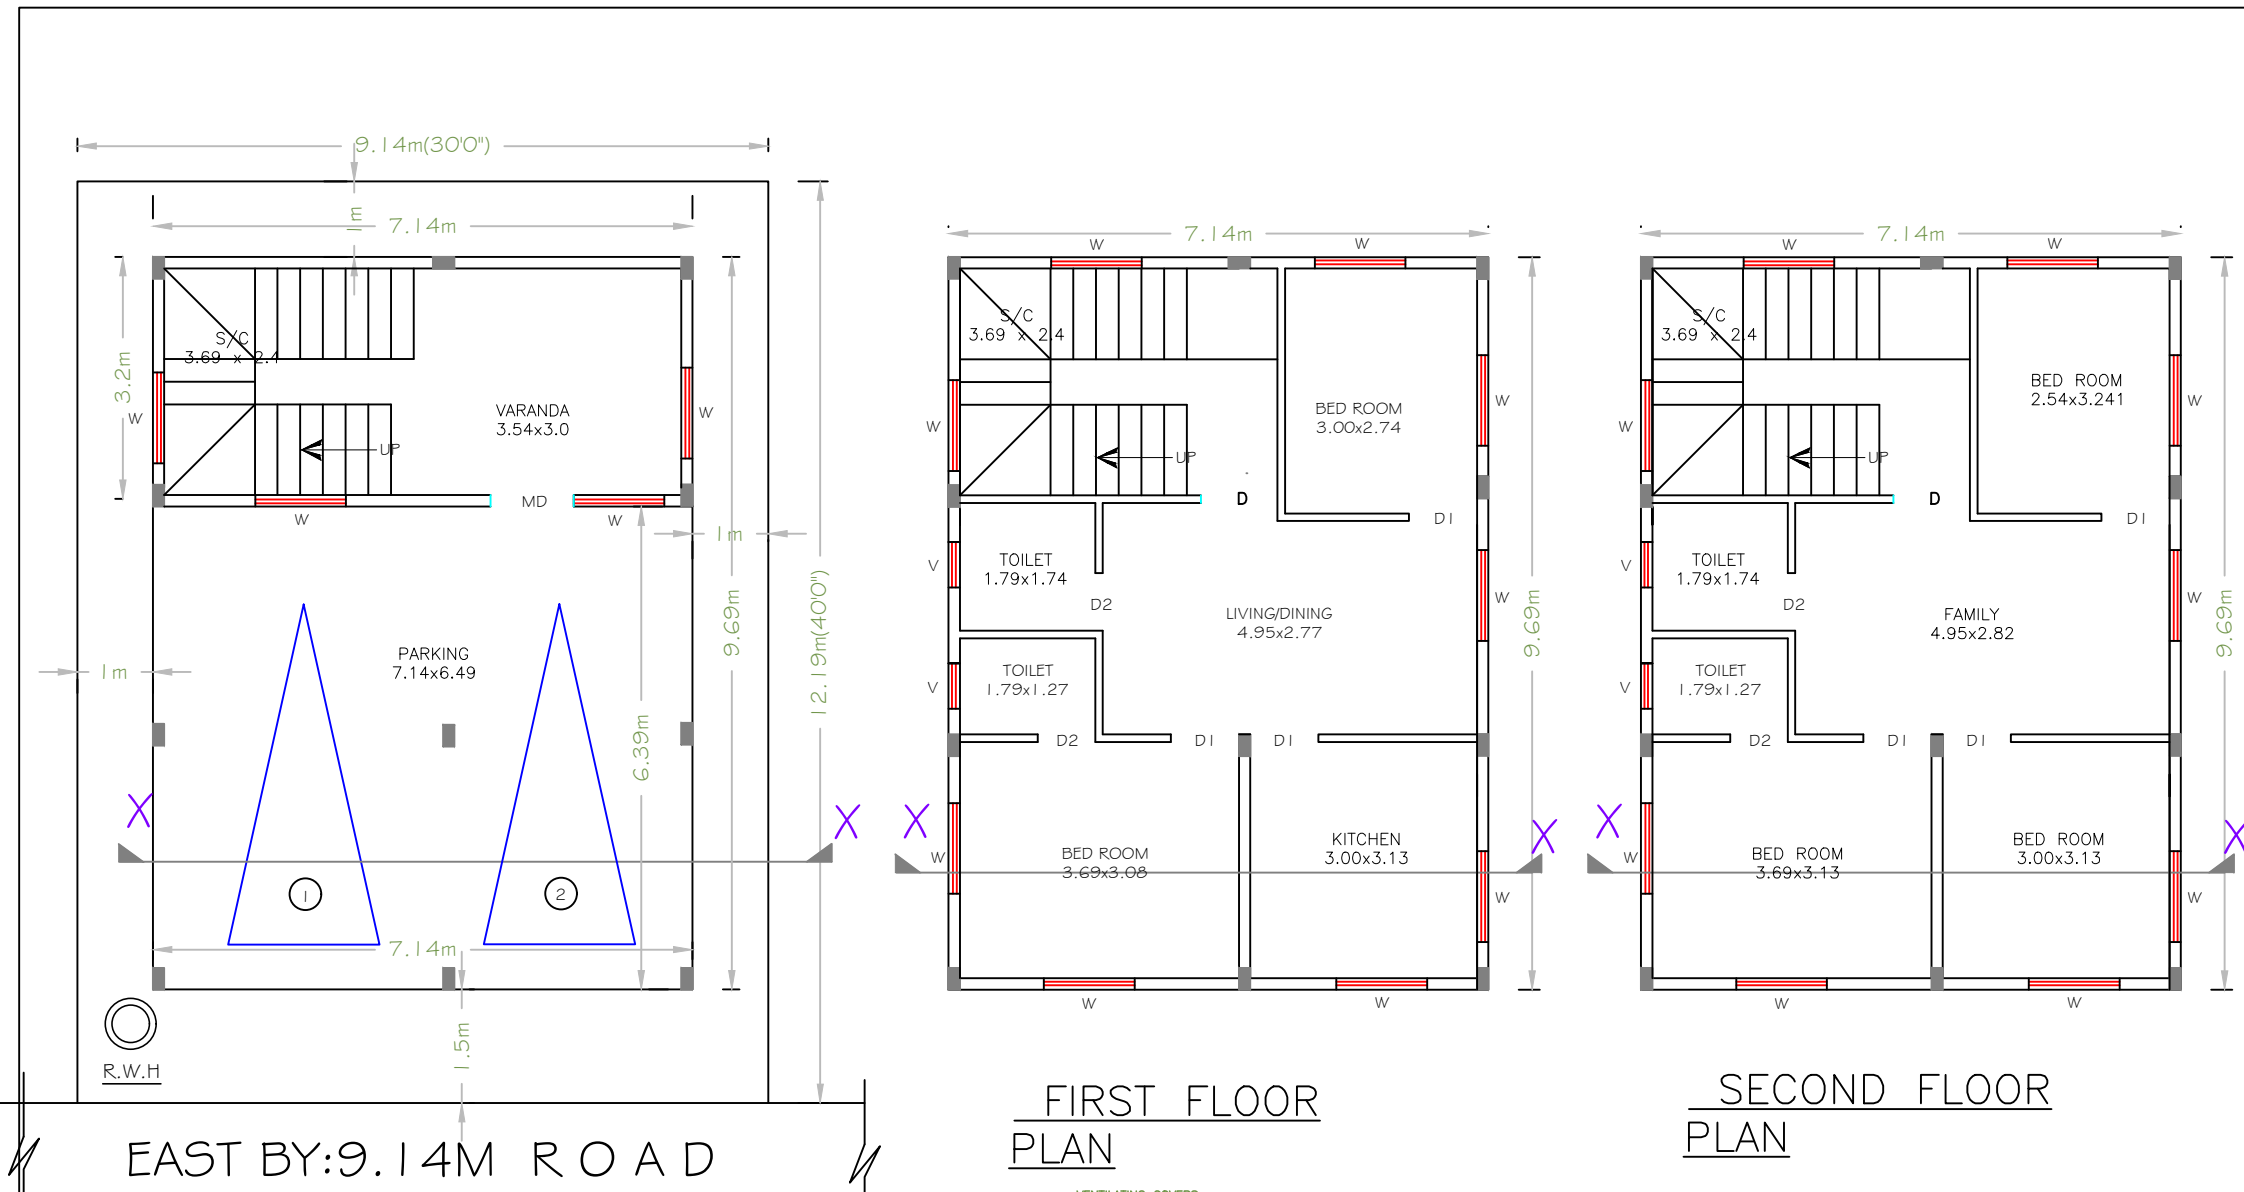 9.14m(30'0")
1m
7.14m
S/C
3.69 x 2.4
3.2m
W
W
VARANDA
3.54x3.0
UP
MD
W
W
1m
1m
PARKING
7.14x6.49
9.69m
12.19m(40'0")
6.39m
X
X
1
2
7.14m
1.5m
R.W.H
EAST BY:9.14M ROAD
7.14m
W
W
S/C
3.69 x 2.4
BED ROOM
3.00x2.74
W
W
UP
D
D1
TOILET
1.79x1.74
V
D2
LIVING/DINING
4.95x2.77
W
9.69m
TOILET
1.79x1.27
V
D2
D1
D1
X
X
W
BED ROOM
3.69x3.08
KITCHEN
3.00x3.13
W
W
W
FIRST FLOOR
PLAN
7.14m
W
W
S/C
3.69 x 2.4
BED ROOM
2.54x3.241
W
W
UP
D
D1
TOILET
1.79x1.74
V
D2
FAMILY
4.95x2.82
W
9.69m
TOILET
1.79x1.27
V
D2
D1
D1
X
X
W
BED ROOM
3.69x3.13
BED ROOM
3.00x3.13
W
W
W
SECOND FLOOR
PLAN